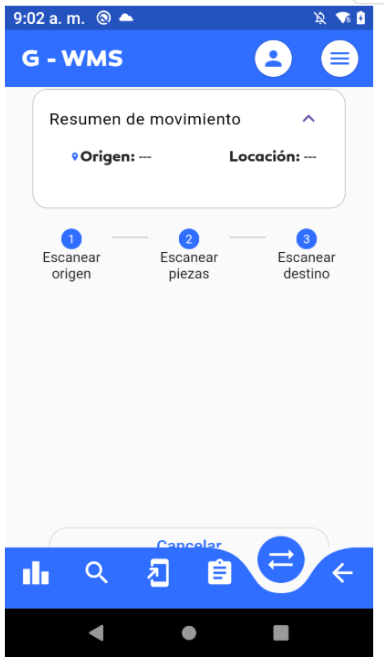 9:02 a. m.
G - WMS
Resumen de movimiento
Origen: --- Locación: ---
1 2 3
Escanear origen
Escanear piezas
Escanear destino
Cancelar